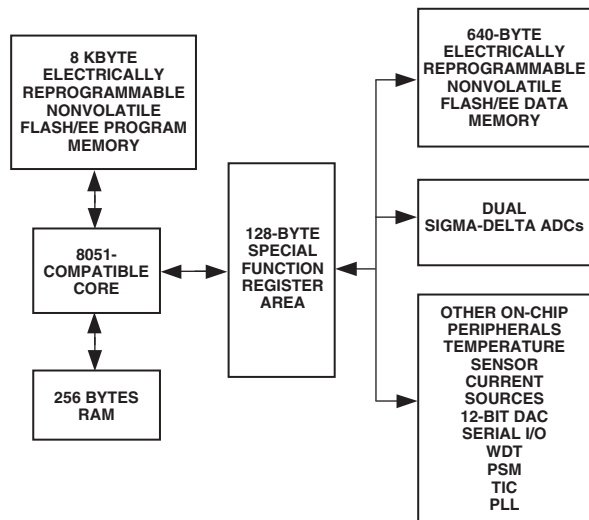 8 KBYTE
ELECTRICALLY
REPROGRAMMABLE
NONVOLATILE
FLASH/EE PROGRAM
MEMORY
8051-
COMPATIBLE
CORE
256 BYTES
RAM
128-BYTE
SPECIAL
FUNCTION
REGISTER
AREA
640-BYTE
ELECTRICALLY
REPROGRAMMABLE
NONVOLATILE
FLASH/EE DATA
MEMORY
DUAL
SIGMA-DELTA ADCs
OTHER ON-CHIP
PERIPHERALS
TEMPERATURE
SENSOR
CURRENT
SOURCES
12-BIT DAC
SERIAL I/O
WDT
PSM
TIC
PLL